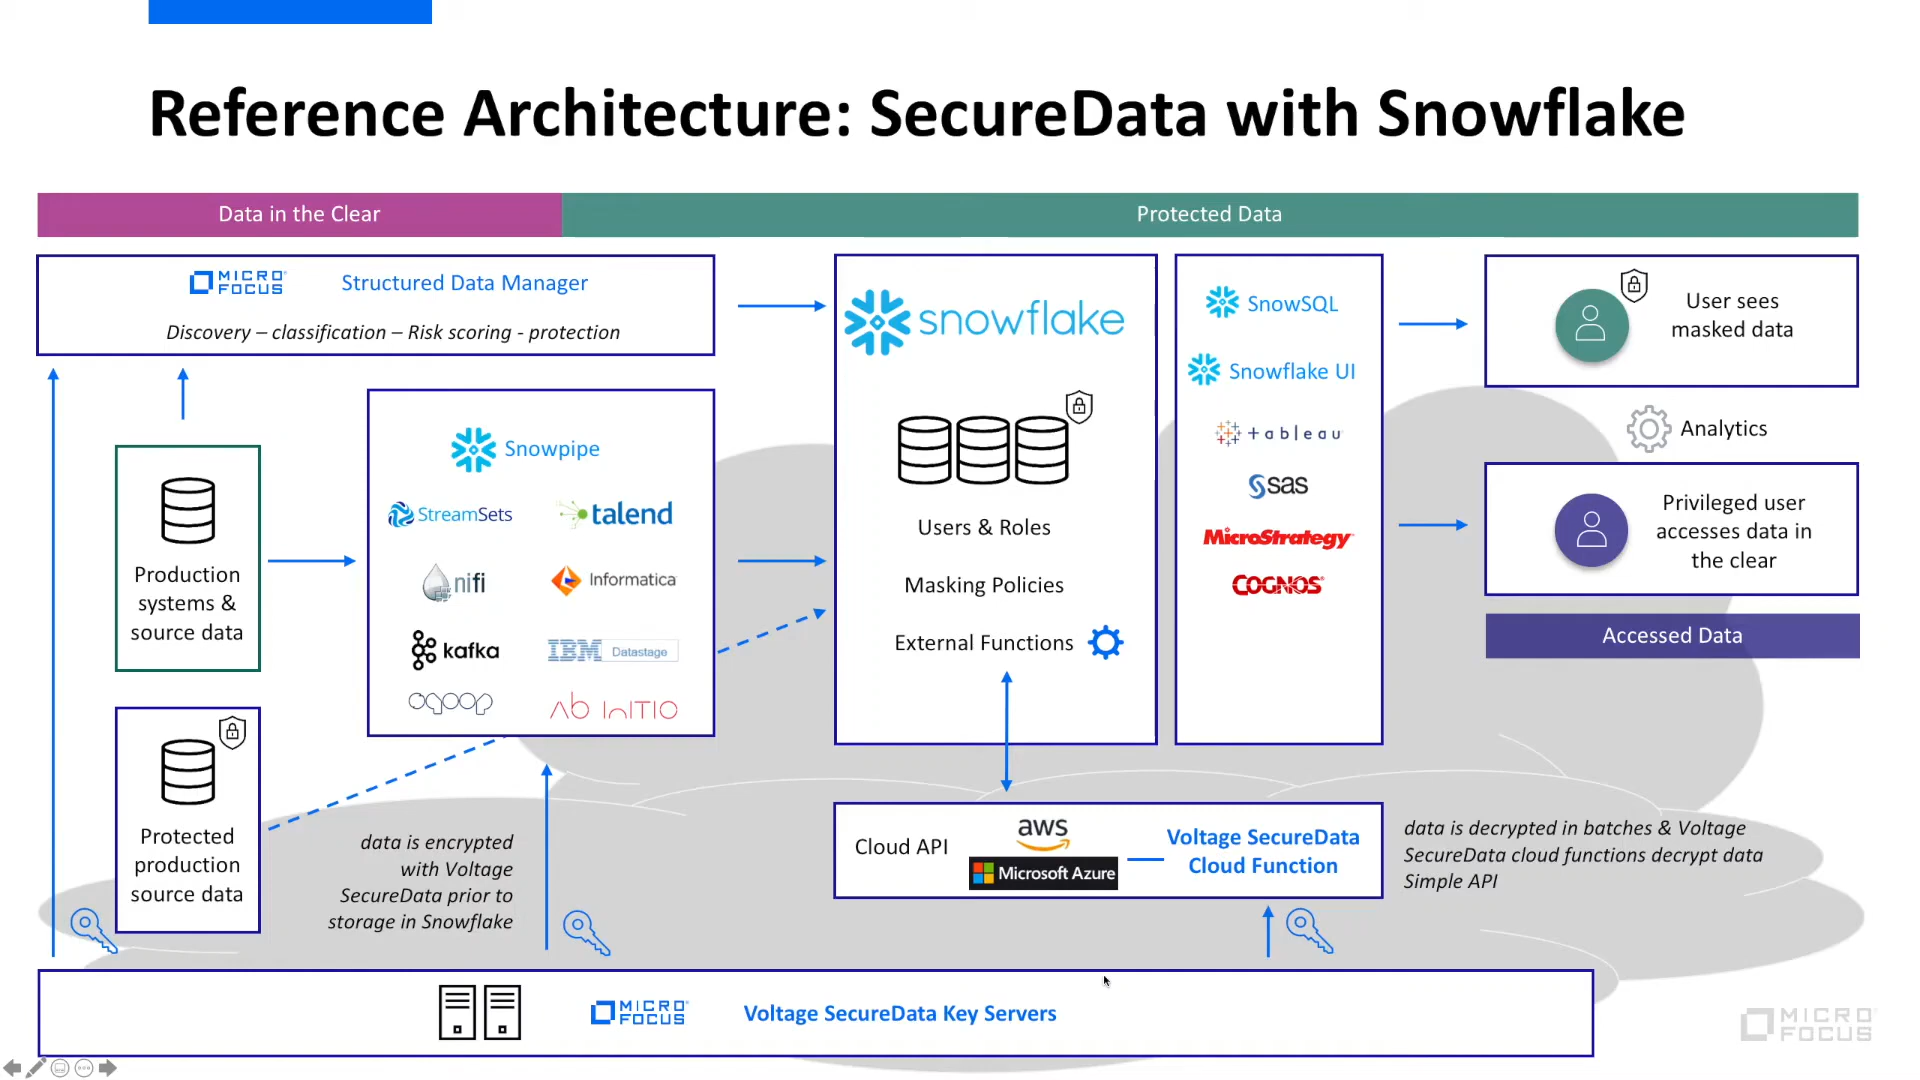 Reference Architecture: SecureData with Snowflake
Data in the Clear
Protected Data
MICRO
FOCUS
Structured Data Manager
Discovery – classification – Risk scoring - protection
Production
systems &
source data
Protected
production
source data
Snowpipe
StreamSets
talend
nifi
Informatica
kafka
IBM Datastage
sqoop
Ab InITIO
data is encrypted
with Voltage
SecureData prior to
storage in Snowflake
snowflake
Users & Roles
Masking Policies
External Functions
SnowSQL
Snowflake UI
+ableau
sas
MicroStrategy
COGNOS
User sees
masked data
Analytics
Privileged user
accesses data in
the clear
Accessed Data
Cloud API
aws
Microsoft Azure
Voltage SecureData
Cloud Function
data is decrypted in batches & Voltage
SecureData cloud functions decrypt data
Simple API
MICRO
FOCUS
Voltage SecureData Key Servers
MICRO
FOCUS